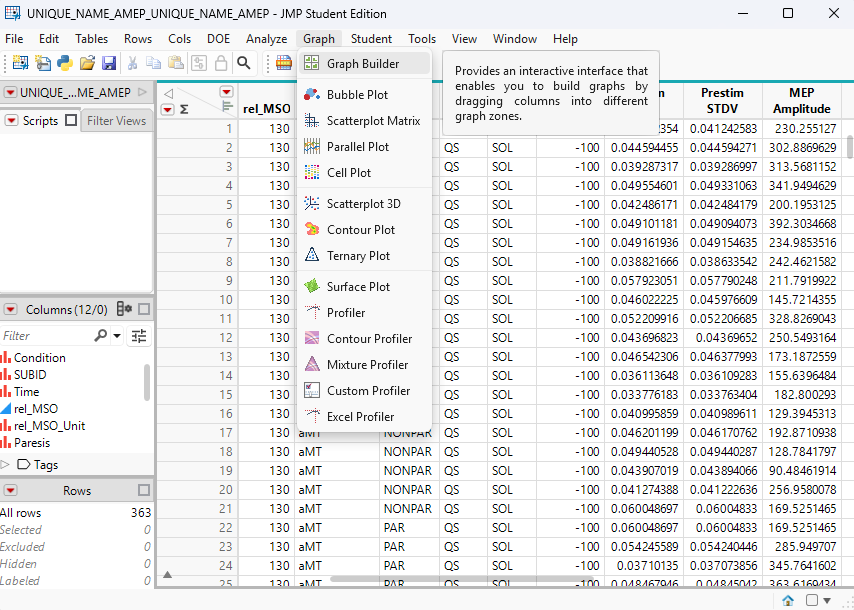 UNIQUE_NAME_AMEP_UNIQUE_NAME_AMEP - JMP Student Edition
File Edit Tables Rows Cols DOE Analyze Graph Student Tools View Window Help
UNIQUE_...ME_AMEP
Scripts Filter Views
Columns (12/0)
Filter
Condition
SUBID
Time
rel_MSO
rel_MSO_Unit
Paresis
Tags
Rows
All rows 363
Selected 0
Excluded 0
Hidden 0
Labeled 0
Graph Builder
Bubble Plot
Scatterplot Matrix
Parallel Plot
Cell Plot
Scatterplot 3D
Contour Plot
Ternary Plot
Surface Plot
Profiler
Contour Profiler
Mixture Profiler
Custom Profiler
Excel Profiler
Provides an interactive interface that
enables you to build graphs by
dragging columns into different
graph zones.
rel_MSO Prestim STDV MEP Amplitude
1 130 354 0.041242583 230.255127
2 130 QS SOL -100 0.044594455 0.044594271 302.8869629
3 130 QS SOL -100 0.039287317 0.039286997 313.5681152
4 130 QS SOL -100 0.049554601 0.049331063 341.9494629
5 130 QS SOL -100 0.042486171 0.042484179 200.1953125
6 130 QS SOL -100 0.049101181 0.049094073 392.3034668
7 130 QS SOL -100 0.049161936 0.049154635 234.9853516
8 130 QS SOL -100 0.038821666 0.038633542 242.4621582
9 130 QS SOL -100 0.057923051 0.057790248 211.7919922
10 130 QS SOL -100 0.046022225 0.045976609 145.7214355
11 130 QS SOL -100 0.052209916 0.052206685 328.8269043
12 130 QS SOL -100 0.043696823 0.04369652 250.5493164
13 130 QS SOL -100 0.046542306 0.046377993 173.1872559
14 130 QS SOL -100 0.036113648 0.036109283 155.6396484
15 130 QS SOL -100 0.033776183 0.033763404 182.800293
16 130 QS SOL -100 0.040995859 0.040989611 129.3945313
17 130 aMT NONPAR QS SOL -100 0.046201199 0.046170762 192.8710938
18 130 aMT NONPAR QS SOL -100 0.049440528 0.049440287 128.7841797
19 130 aMT NONPAR QS SOL -100 0.043907019 0.043894066 90.48461914
20 130 aMT NONPAR QS SOL -100 0.041274388 0.041222636 256.9580078
21 130 aMT NONPAR QS SOL -100 0.060048697 0.06004833 169.5251465
22 130 aMT PAR QS SOL -100 0.060048697 0.06004833 169.5251465
23 130 aMT PAR QS SOL -100 0.054245589 0.054240446 285.949707
24 130 aMT PAR QS SOL -100 0.03710135 0.037073856 345.7641602
25 130 aMT PAR QS SOL -100 0.048467946 0.04845042 363.6169434